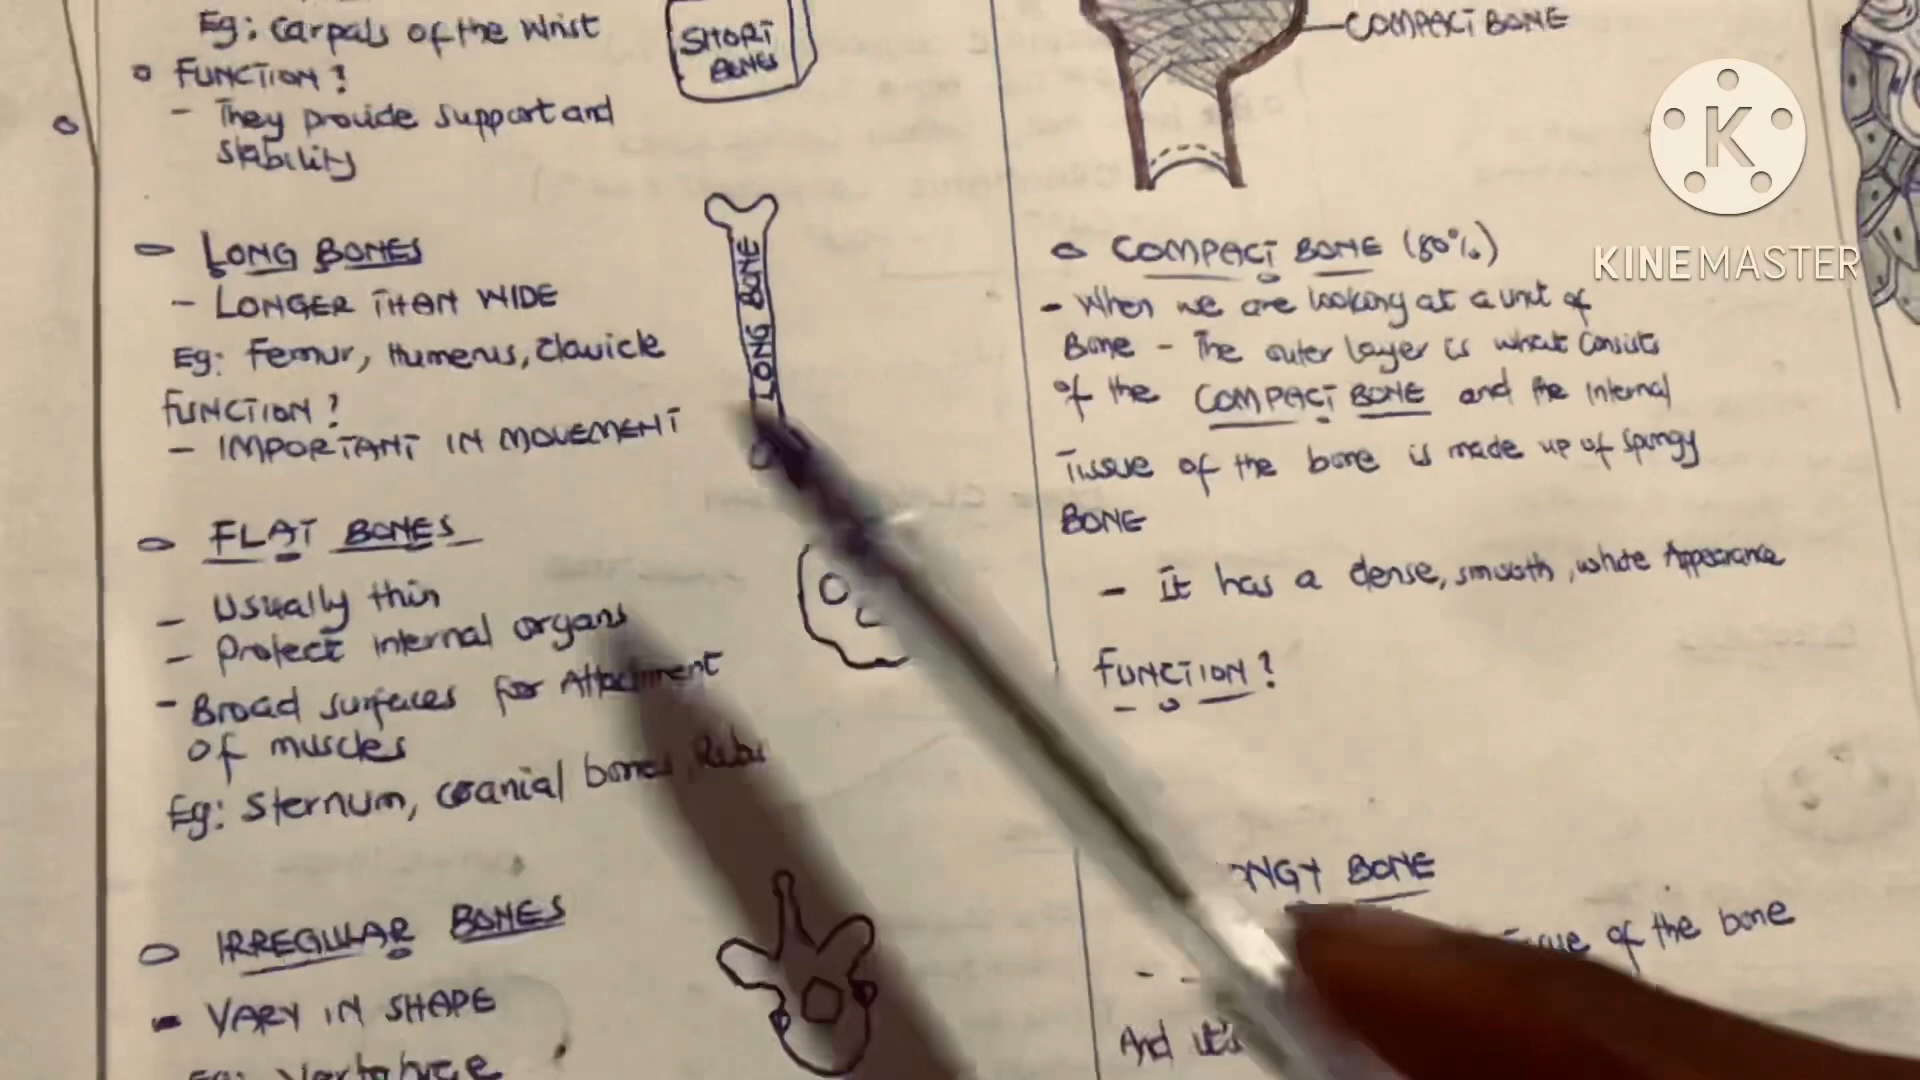 Eg: Carpals of the Wrist
FUNCTION?
- They provide support and
stability
SHORT
BONES
LONG BONES
- LONGER THAN WIDE
Eg: Femur, Humerus, Clavicle
FUNCTION?
- IMPORTANT IN MOVEMENT
LONG BONE
FLAT BONES
- Usually thin
- Protect internal organs
- Broad surfaces for Attachment
of muscles
Eg: Sternum, cranial bones, Ribs
IRREGULAR BONES
- VARY IN SHAPE
Eg: Vertebrae
COMPACT BONE
COMPACT BONE (80%)
- When we are looking at a unit of
Bone - The outer layer is what consists
of the COMPACT BONE and the internal
Tissue of the bone is made up of spongy
BONE
- It has a dense, smooth, white Appearance
FUNCTION?
ONGY BONE
of the bone
And it's
K
KINEMASTER